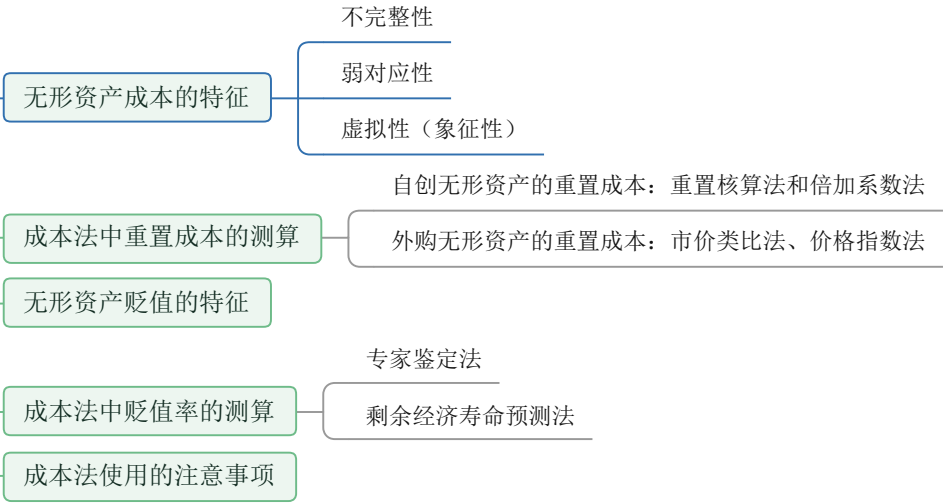 不完整性
弱对应性
无形资产成本的特征
虚拟性（象征性）
自创无形资产的重置成本：重置核算法和倍加系数法
成本法中重置成本的测算
外购无形资产的重置成本：市价类比法、价格指数法
无形资产贬值的特征
专家鉴定法
成本法中贬值率的测算
剩余经济寿命预测法
成本法使用的注意事项